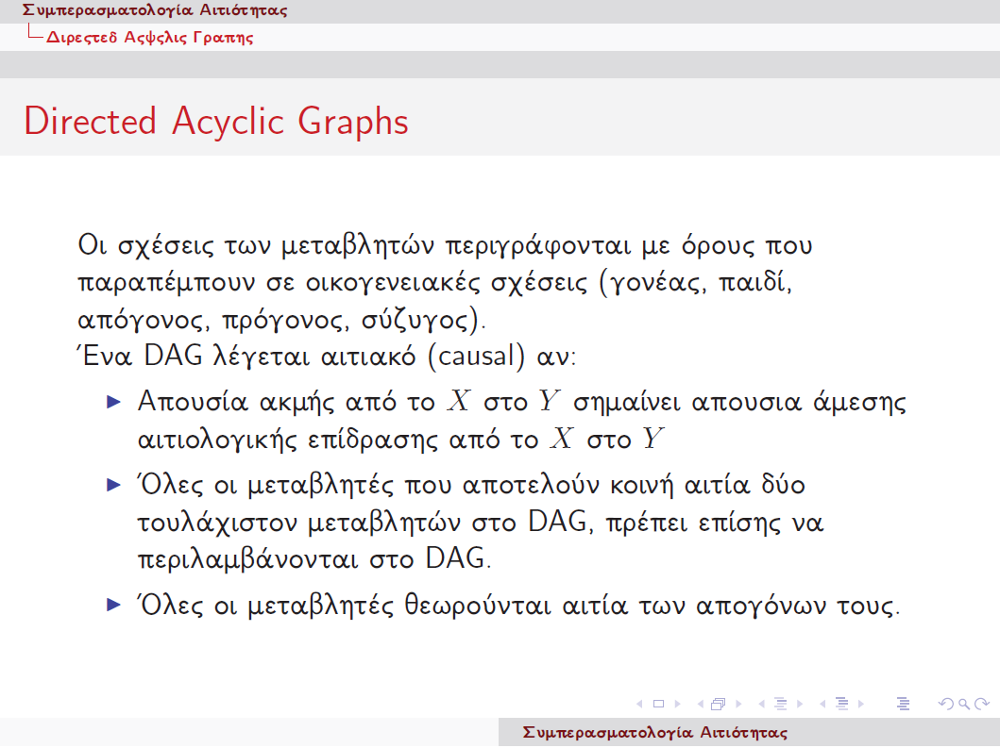 Συμπερασματολογία Αιτιότητας
Διρεςτεδ Αςψςλις Γραπης
Directed Acyclic Graphs
Οι σχέσεις των μεταβλητών περιγράφονται με όρους που
παραπέμπουν σε οικογενειακές σχέσεις (γονέας, παιδί,
απόγονος, πρόγονος, σύζυγος).
Ένα DAG λέγεται αιτιακό (causal) αν:
Απουσία ακμής από το X στο Y σημαίνει απουσια άμεσης
αιτιολογικής επίδρασης από το X στο Y
Όλες οι μεταβλητές που αποτελούν κοινή αιτία δύο
τουλάχιστον μεταβλητών στο DAG, πρέπει επίσης να
περιλαμβάνονται στο DAG.
Όλες οι μεταβλητές θεωρούνται αιτία των απογόνων τους.
Συμπερασματολογία Αιτιότητας